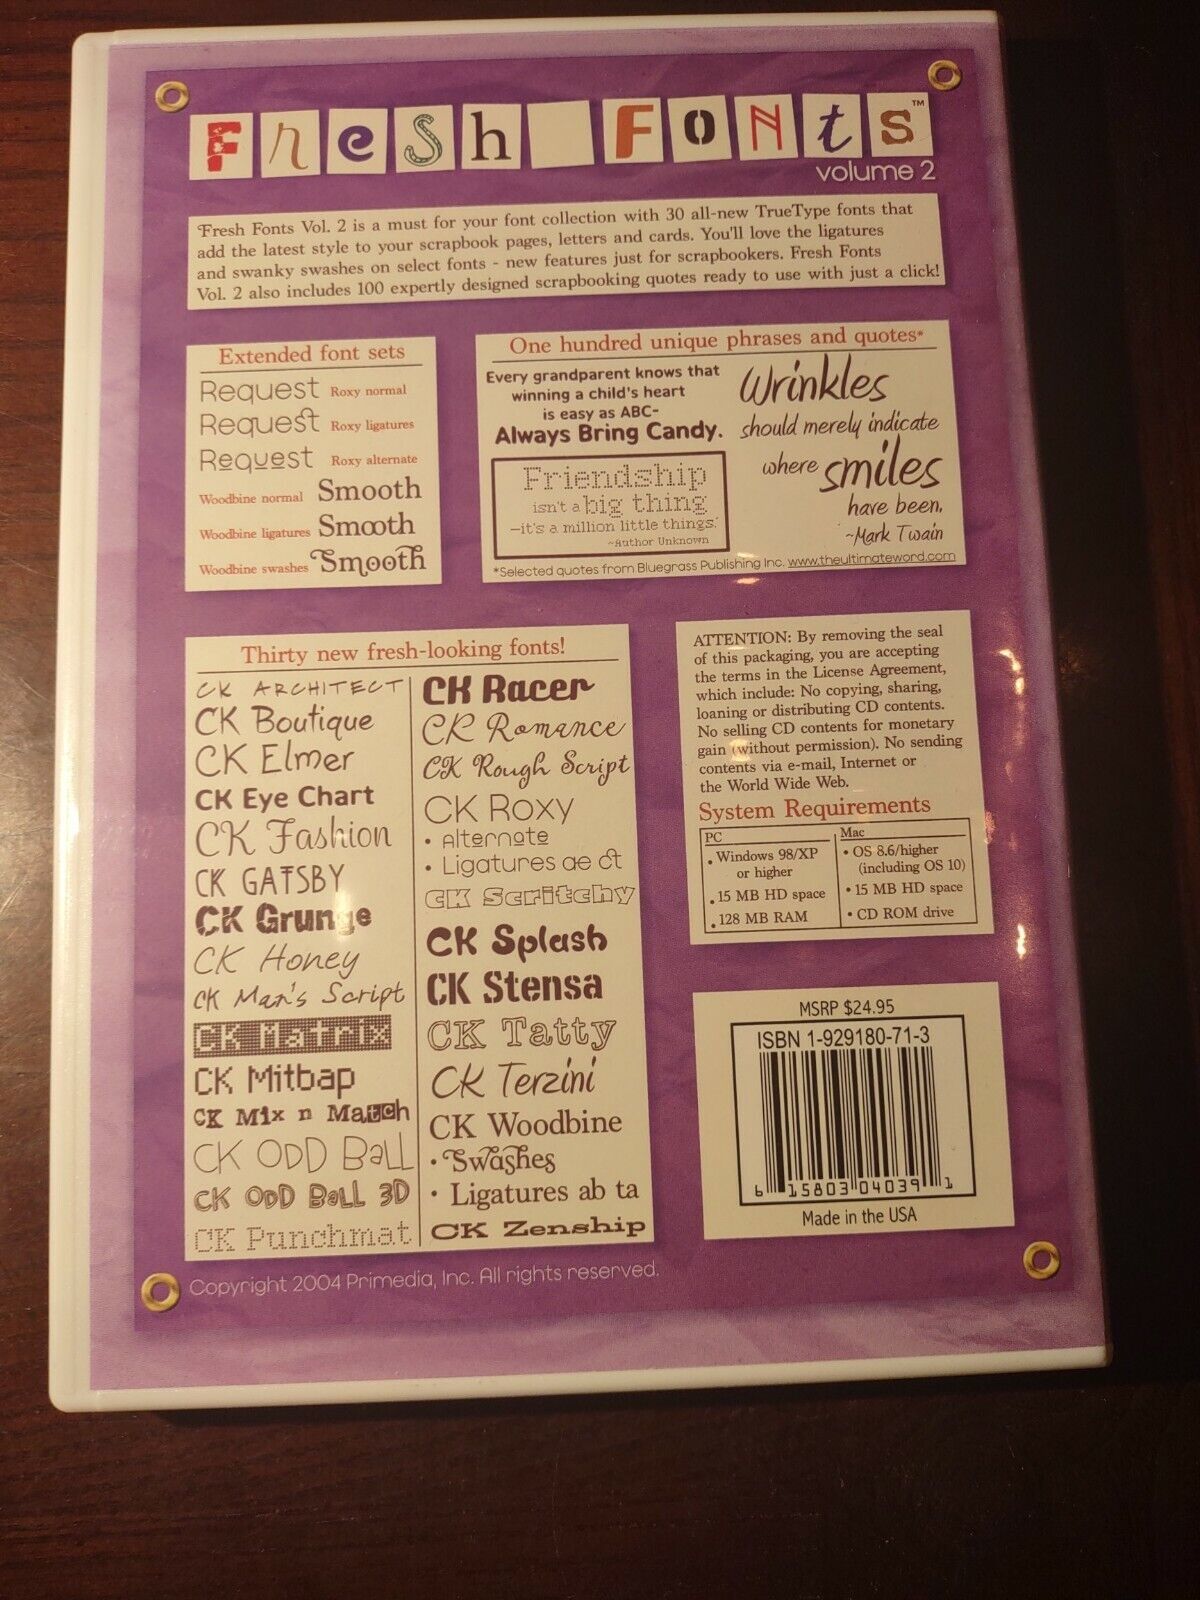 Fresh Fonts™
volume 2
Fresh Fonts Vol. 2 is a must for your font collection with 30 all-new TrueType fonts that
add the latest style to your scrapbook pages, letters and cards. You'll love the ligatures
and swanky swashes on select fonts - new features just for scrapbookers. Fresh Fonts
Vol. 2 also includes 100 expertly designed scrapbooking quotes ready to use with just a click!
Extended font sets
Request Roxy normal
Request Roxy ligatures
Request Roxy alternate
Woodbine normal Smooth
Woodbine ligatures Smooth
Woodbine swashes Smooth
One hundred unique phrases and quotes*
Every grandparent knows that
winning a child's heart
is easy as ABC-
Always Bring Candy.
Friendship
isn't a big thing
—it's a million little things.
~Author Unknown
Wrinkles
should merely indicate
where smiles
have been.
~Mark Twain
*Selected quotes from Bluegrass Publishing Inc. www.theultimateword.com
Thirty new fresh-looking fonts!
CK ARCHITECT
CK Boutique
CK Elmer
CK Eye Chart
CK Fashion
CK GATSBY
CK Grunge
CK Honey
CK Man's Script
CK Matrix
CK Mitbap
CK Mix n Match
CK ODD BaLL
CK ODD BaLL 3D
CK Punchmat
CK Racer
CK Romance
CK Rough Script
CK Roxy
• Alternate
• Ligatures ae ct
CK Scritchy
CK Splash
CK Stensa
CK Tatty
CK Terzini
CK Woodbine
• Swashes
• Ligatures ab ta
CK Zenship
ATTENTION: By removing the seal
of this packaging, you are accepting
the terms in the License Agreement,
which include: No copying, sharing,
loaning or distributing CD contents.
No selling CD contents for monetary
gain (without permission). No sending
contents via e-mail, Internet or
the World Wide Web.
System Requirements
PC
• Windows 98/XP
or higher
• 15 MB HD space
• 128 MB RAM
Mac
• OS 8.6/higher
(including OS 10)
• 15 MB HD space
• CD ROM drive
MSRP $24.95
ISBN 1-929180-71-3
6 15803 04039 1
Made in the USA
Copyright 2004 Primedia, Inc. All rights reserved.